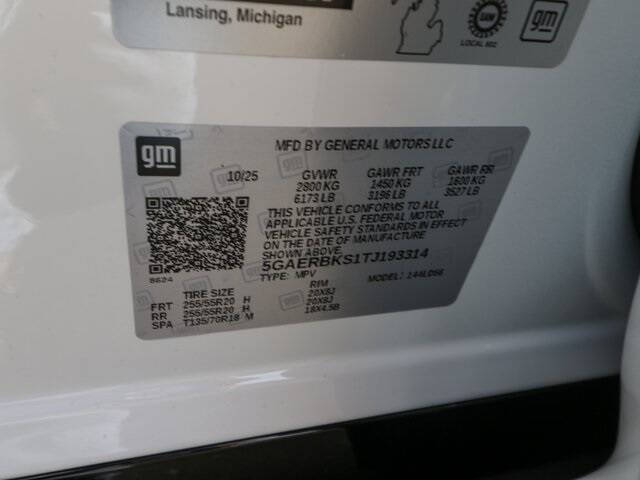 Lansing, Michigan
UAW
LOCAL 602
gm
gm
MFD BY GENERAL MOTORS LLC
10/25 GVWR GAWR FRT GAWR RR
2800 KG 1450 KG 1600 KG
6173 LB 3196 LB 3527 LB
THIS VEHICLE CONFORMS TO ALL
APPLICABLE U.S. FEDERAL MOTOR
VEHICLE SAFETY STANDARDS IN EFFECT
ON THE DATE OF MANUFACTURE
SHOWN ABOVE.
5GAERBKS1TJ193314
TYPE: MPV MODEL: 144LD56
8624
TIRE SIZE RIM
FRT 255/55R20 H 20X8J
RR 255/55R20 H 20X8J
SPA T135/70R18 M 18X4.5B